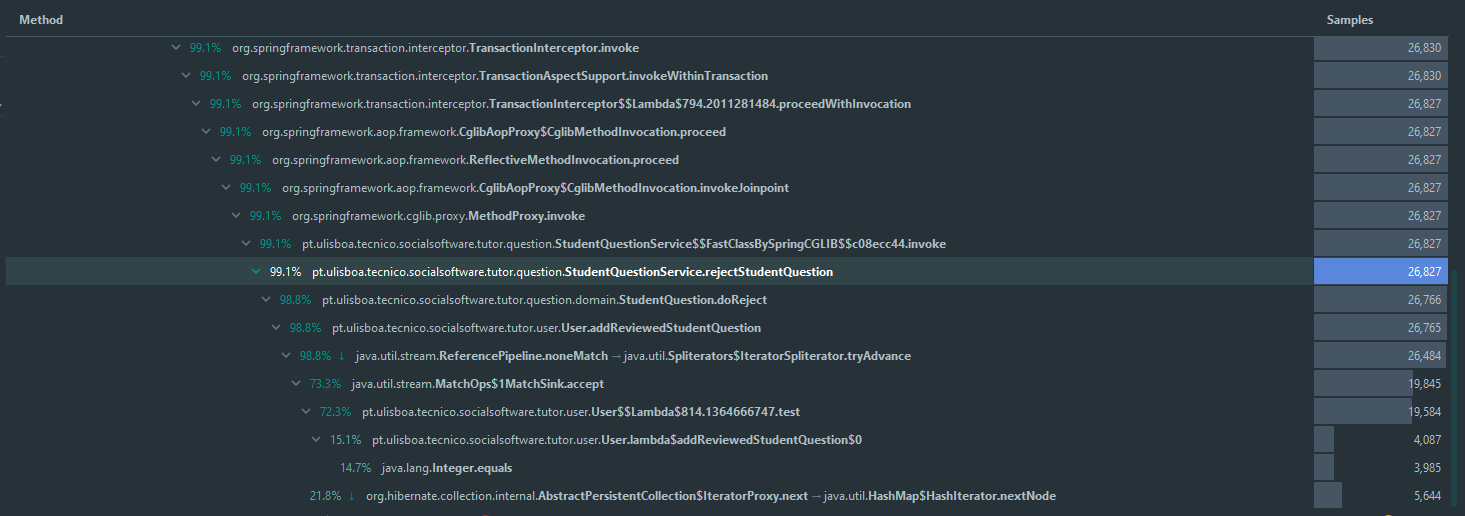 Method Samples
99.1% org.springframework.transaction.interceptor.TransactionInterceptor.invoke 26,830
99.1% org.springframework.transaction.interceptor.TransactionAspectSupport.invokeWithinTransaction 26,830
99.1% org.springframework.transaction.interceptor.TransactionInterceptor$$Lambda$794.2011281484.proceedWithInvocation 26,827
99.1% org.springframework.aop.framework.CglibAopProxy$CglibMethodInvocation.proceed 26,827
99.1% org.springframework.aop.framework.ReflectiveMethodInvocation.proceed 26,827
99.1% org.springframework.aop.framework.CglibAopProxy$CglibMethodInvocation.invokeJoinpoint 26,827
99.1% org.springframework.cglib.proxy.MethodProxy.invoke 26,827
99.1% pt.ulisboa.tecnico.socialsoftware.tutor.question.StudentQuestionService$$FastClassBySpringCGLIB$$c08ecc44.invoke 26,827
99.1% pt.ulisboa.tecnico.socialsoftware.tutor.question.StudentQuestionService.rejectStudentQuestion 26,827
98.8% pt.ulisboa.tecnico.socialsoftware.tutor.question.domain.StudentQuestion.doReject 26,766
98.8% pt.ulisboa.tecnico.socialsoftware.tutor.user.User.addReviewedStudentQuestion 26,765
98.8% ↓ java.util.stream.ReferencePipeline.noneMatch → java.util.Spliterators$IteratorSpliterator.tryAdvance 26,484
73.3% java.util.stream.MatchOps$1MatchSink.accept 19,845
72.3% pt.ulisboa.tecnico.socialsoftware.tutor.user.User$$Lambda$814.1364666747.test 19,584
15.1% pt.ulisboa.tecnico.socialsoftware.tutor.user.User.lambda$addReviewedStudentQuestion$0 4,087
14.7% java.lang.Integer.equals 3,985
21.8% ↓ org.hibernate.collection.internal.AbstractPersistentCollection$IteratorProxy.next → java.util.HashMap$HashIterator.nextNode 5,644